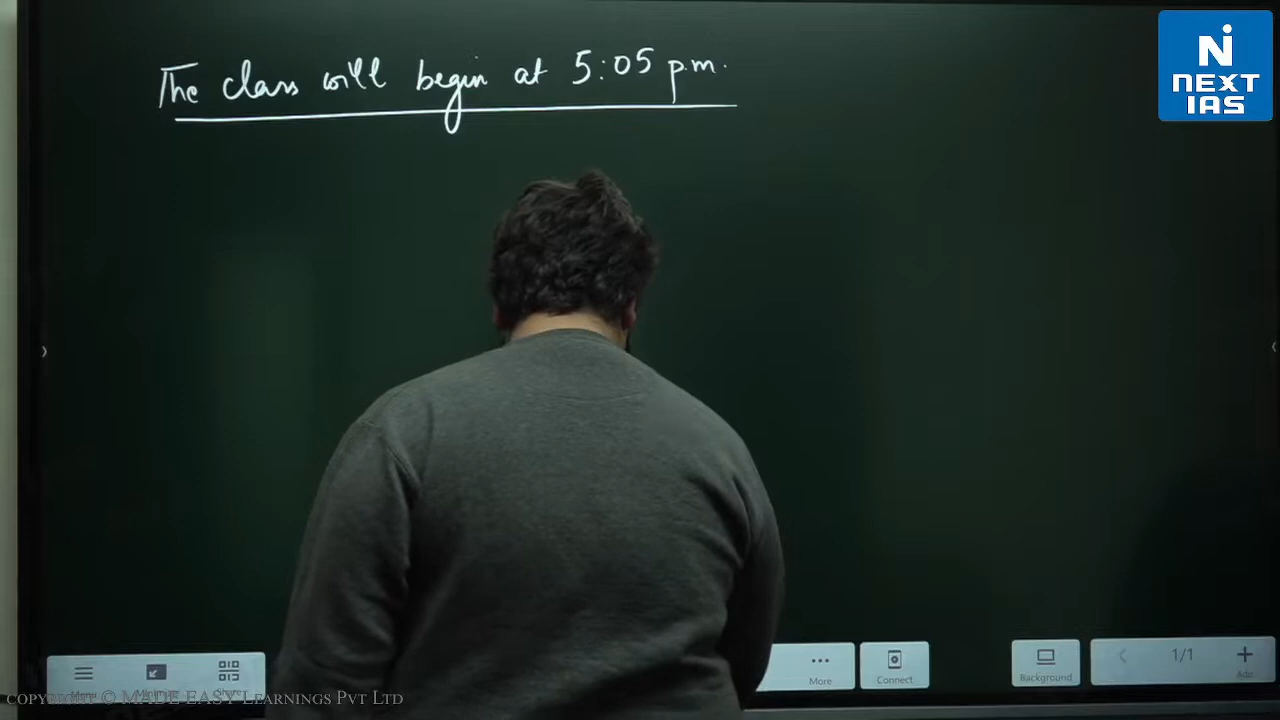 The class will begin at 5:05 p.m.
NEXT
IAS
More
Connect
Background
1/1
Add
COPYRIGHT © MADE EASY LEARNINGS PVT LTD